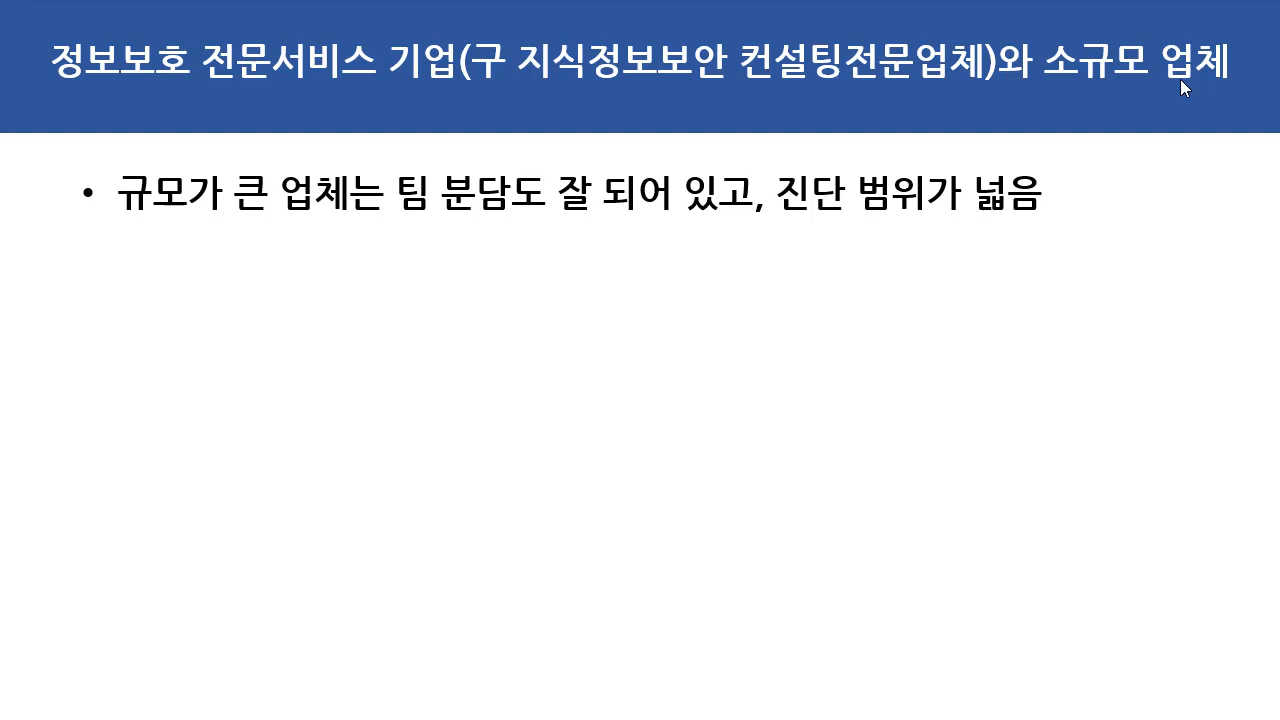 정보보호 전문서비스 기업(구 지식정보보안 컨설팅전문업체)와 소규모 업체
• 규모가 큰 업체는 팀 분담도 잘 되어 있고, 진단 범위가 넓음